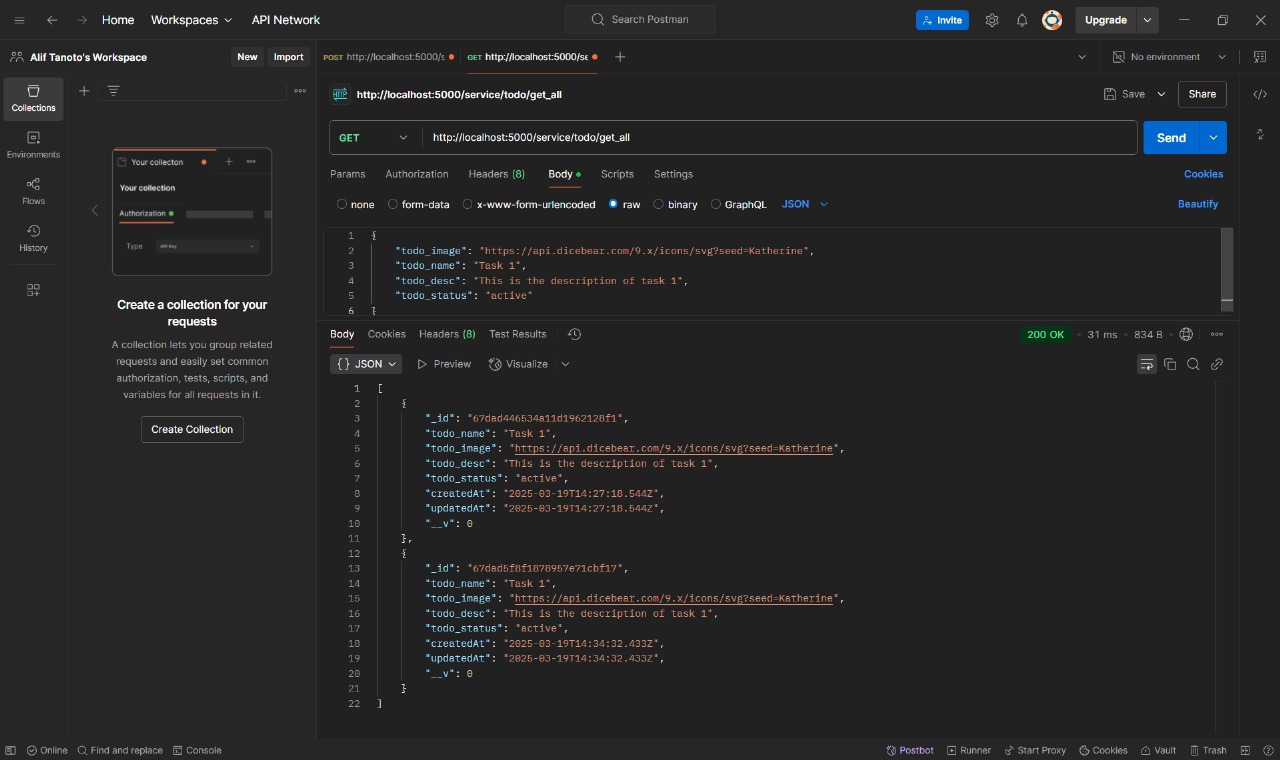 Home Workspaces API Network Search Postman Invite Upgrade
Alif Tanoto's Workspace New Import POST http://localhost:5000/s GET http://localhost:5000/se No environment
Collections
Environments
Flows
History
Your collecton
Your collection
Authorization
Type API Key
Create a collection for your
requests
A collection lets you group related
requests and easily set common
authorization, tests, scripts, and
variables for all requests in it.
Create Collection
HTTP http://localhost:5000/service/todo/get_all Save Share
GET http://localhost:5000/service/todo/get_all Send
Params Authorization Headers (8) Body Scripts Settings Cookies
none form-data x-www-form-urlencoded raw binary GraphQL JSON Beautify
1 {
2 "todo_image": "https://api.dicebear.com/9.x/icons/svg?seed=Katherine",
3 "todo_name": "Task 1",
4 "todo_desc": "This is the description of task 1",
5 "todo_status": "active"
6 }
Body Cookies Headers (8) Test Results 200 OK 31 ms 834 B
{} JSON Preview Visualize
1 [
2 {
3 "_id": "67dad446534a11d1962128f1",
4 "todo_name": "Task 1",
5 "todo_image": "https://api.dicebear.com/9.x/icons/svg?seed=Katherine",
6 "todo_desc": "This is the description of task 1",
7 "todo_status": "active",
8 "createdAt": "2025-03-19T14:27:18.544Z",
9 "updatedAt": "2025-03-19T14:27:18.544Z",
10 "__v": 0
11 },
12 {
13 "_id": "67dad5f8f1878957e71cbf17",
14 "todo_name": "Task 1",
15 "todo_image": "https://api.dicebear.com/9.x/icons/svg?seed=Katherine",
16 "todo_desc": "This is the description of task 1",
17 "todo_status": "active",
18 "createdAt": "2025-03-19T14:34:32.433Z",
19 "updatedAt": "2025-03-19T14:34:32.433Z",
20 "__v": 0
21 }
22 ]
Online Find and replace Console Postbot Runner Start Proxy Cookies Vault Trash